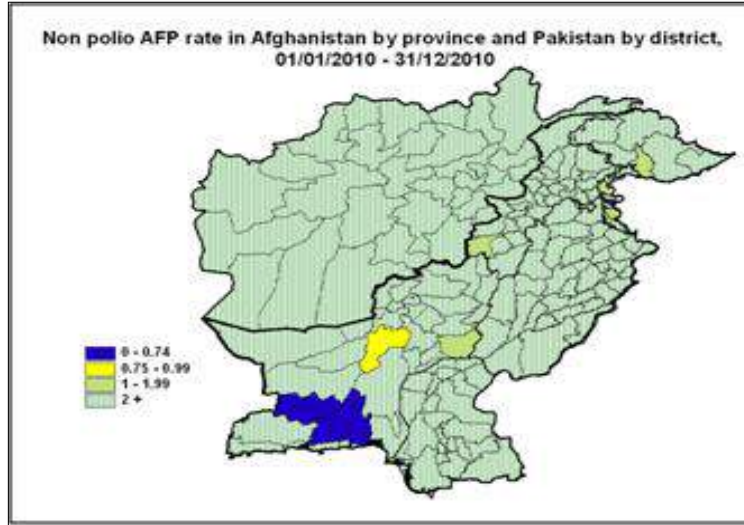 Non polio AFP rate in Afghanistan by province and Pakistan by district,
01/01/2010 - 31/12/2010
0 - 0.74
0.75 - 0.99
1 - 1.99
2 +